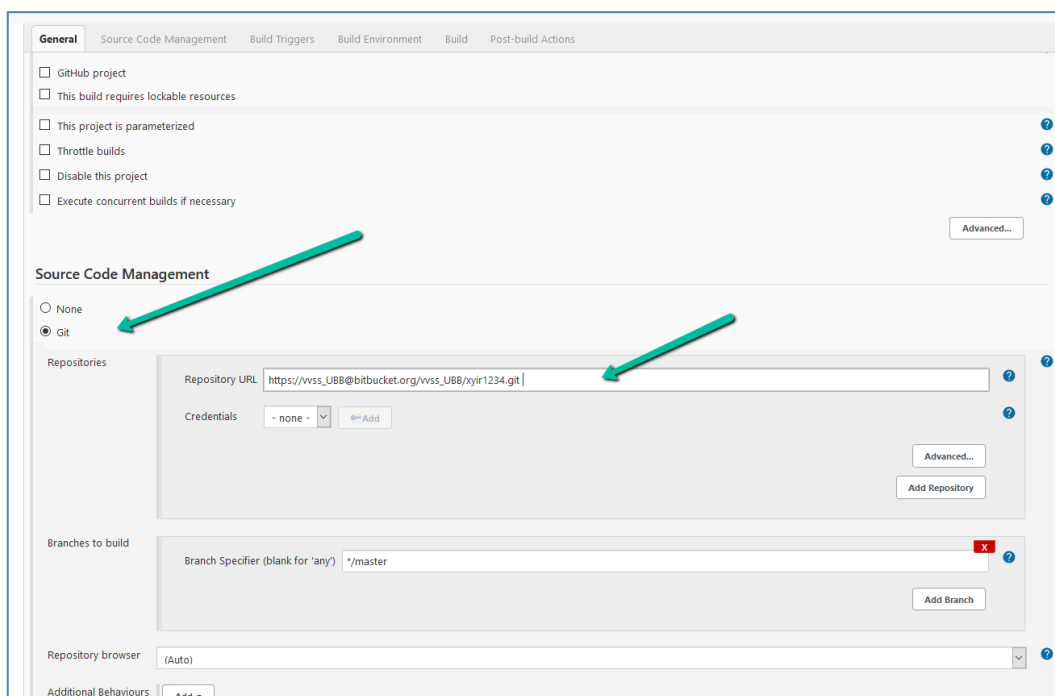 General Source Code Management Build Triggers Build Environment Build Post-build Actions
GitHub project
This build requires lockable resources
This project is parameterized
Throttle builds
Disable this project
Execute concurrent builds if necessary
Advanced...
Source Code Management
None
Git
Repositories
Repository URL https://vvss_UBB@bitbucket.org/vvss_UBB/xyir1234.git
Credentials - none - Add
Advanced...
Add Repository
Branches to build
X
Branch Specifier (blank for 'any') */master
Add Branch
Repository browser (Auto)
Additional Behaviours Add